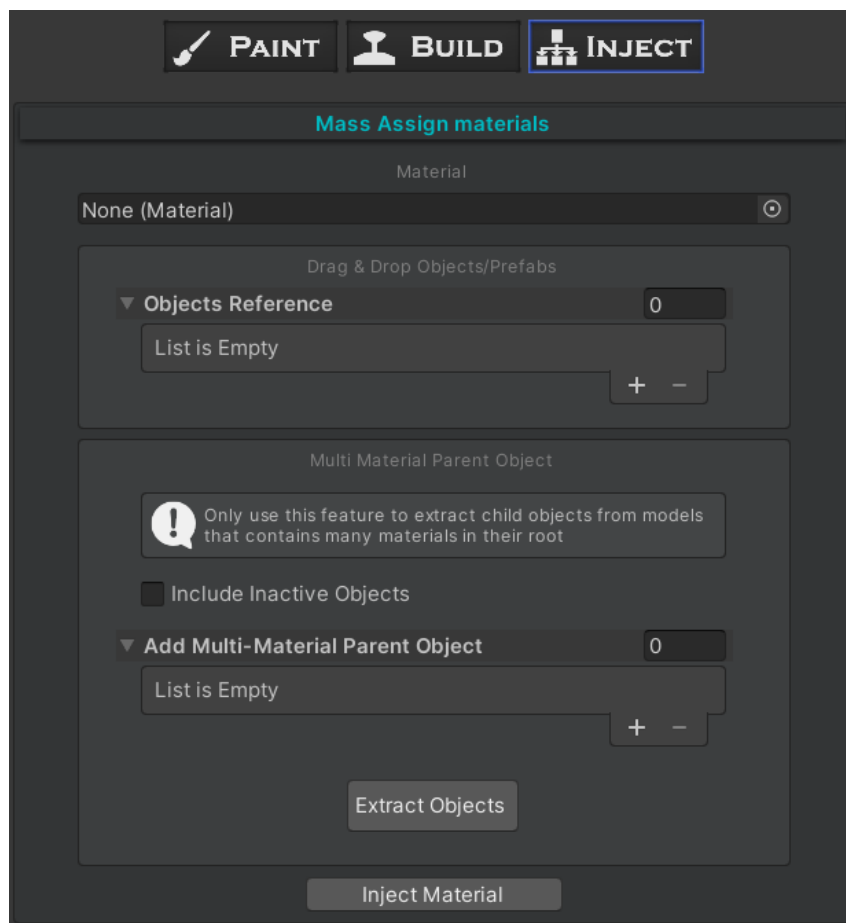 PAINT
BUILD
INJECT
Mass Assign materials
Material
None (Material)
Drag & Drop Objects/Prefabs
Objects Reference
0
List is Empty
+ −
Multi Material Parent Object
Only use this feature to extract child objects from models
that contains many materials in their root
Include Inactive Objects
Add Multi-Material Parent Object
0
List is Empty
+ −
Extract Objects
Inject Material